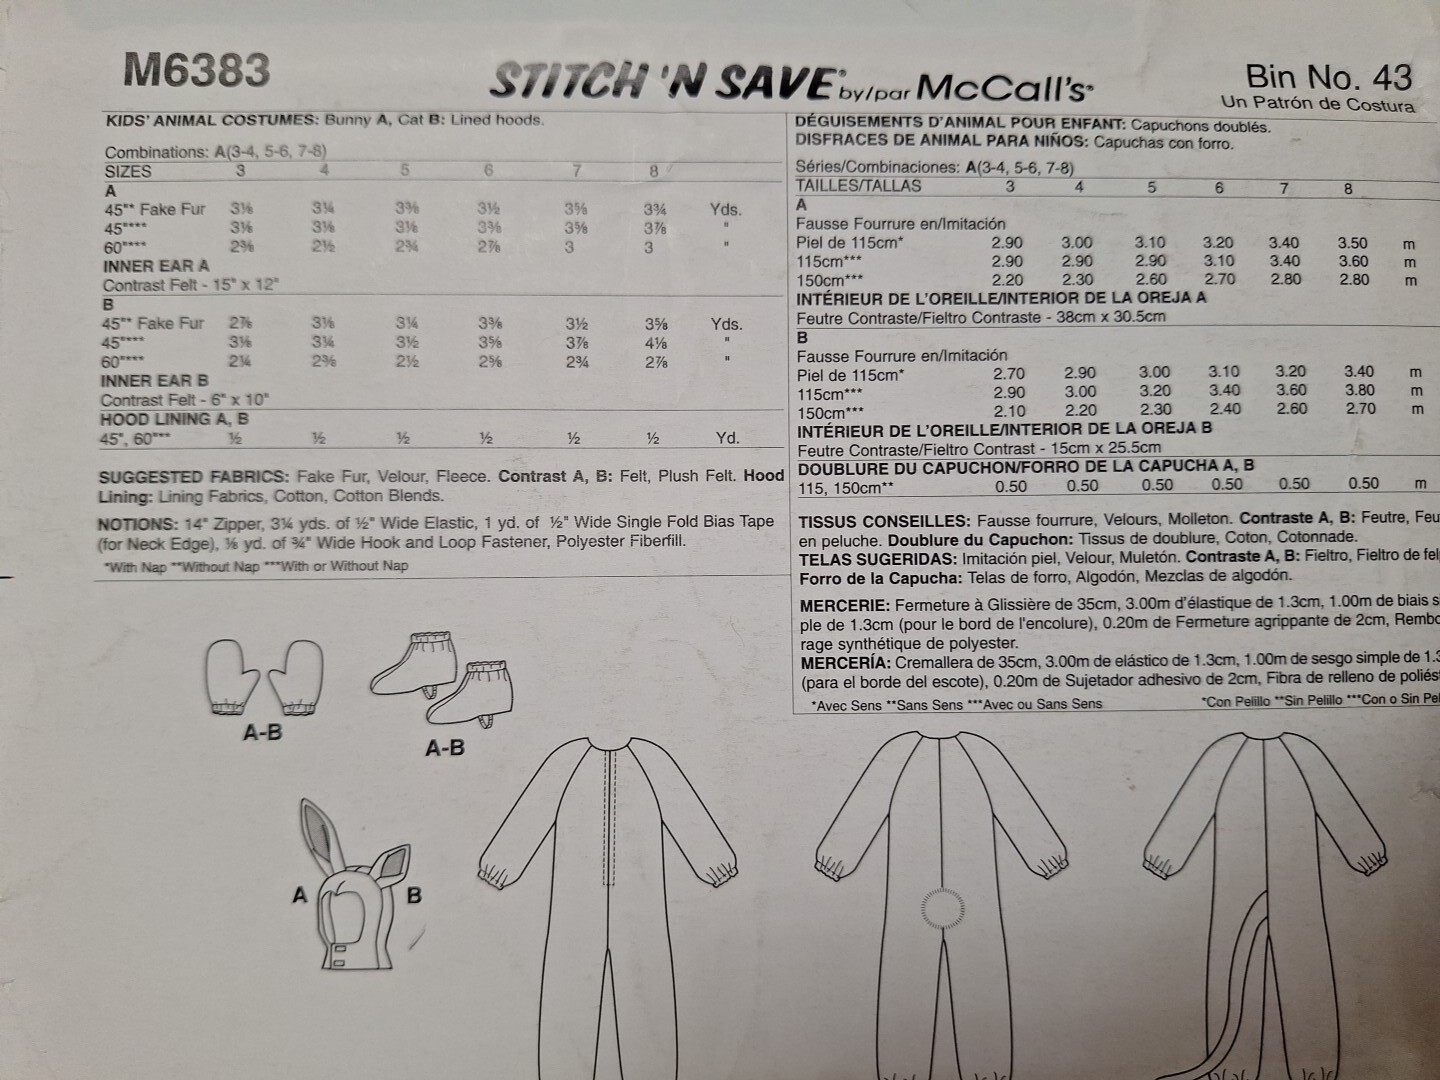 M6383
STITCH 'N SAVE® by/par McCall's®
Bin No. 43
Un Patrón de Costura
KIDS' ANIMAL COSTUMES: Bunny A, Cat B: Lined hoods.
Combinations: A(3-4, 5-6, 7-8)
SIZES 3 4 5 6 7 8
A
45"* Fake Fur 3⅛ 3¼ 3⅜ 3½ 3⅝ 3¾ Yds.
45"*** 3⅛ 3⅛ 3⅛ 3⅜ 3⅝ 3⅞ "
60"*** 2⅜ 2½ 2¾ 2⅞ 3 3 "
INNER EAR A
Contrast Felt - 15" x 12"
B
45"* Fake Fur 2⅞ 3⅛ 3¼ 3⅜ 3½ 3⅝ Yds.
45"*** 3⅛ 3¼ 3½ 3⅝ 3⅞ 4⅛ "
60"*** 2¼ 2⅜ 2½ 2⅝ 2¾ 2⅞ "
INNER EAR B
Contrast Felt - 6" x 10"
HOOD LINING A, B
45", 60"** ½ ½ ½ ½ ½ ½ Yd.
SUGGESTED FABRICS: Fake Fur, Velour, Fleece. Contrast A, B: Felt, Plush Felt. Hood
Lining: Lining Fabrics, Cotton, Cotton Blends.
NOTIONS: 14" Zipper, 3¼ yds. of ½" Wide Elastic, 1 yd. of ½" Wide Single Fold Bias Tape
(for Neck Edge), ⅛ yd. of ¾" Wide Hook and Loop Fastener, Polyester Fiberfill.
*With Nap **Without Nap ***With or Without Nap
DÉGUISEMENTS D'ANIMAL POUR ENFANT: Capuchons doublés.
DISFRACES DE ANIMAL PARA NIÑOS: Capuchas con forro.
Séries/Combinaciones: A(3-4, 5-6, 7-8)
TAILLES/TALLAS 3 4 5 6 7 8
A
Fausse Fourrure en/Imitación
Piel de 115cm* 2.90 3.00 3.10 3.20 3.40 3.50 m
115cm*** 2.90 2.90 2.90 3.10 3.40 3.60 m
150cm*** 2.20 2.30 2.60 2.70 2.80 2.80 m
INTÉRIEUR DE L'OREILLE/INTERIOR DE LA OREJA A
Feutre Contraste/Fieltro Contraste - 38cm x 30.5cm
B
Fausse Fourrure en/Imitación
Piel de 115cm* 2.70 2.90 3.00 3.10 3.20 3.40 m
115cm*** 2.90 3.00 3.20 3.40 3.60 3.80 m
150cm*** 2.10 2.20 2.30 2.40 2.60 2.70 m
INTÉRIEUR DE L'OREILLE/INTERIOR DE LA OREJA B
Feutre Contraste/Fieltro Contrast - 15cm x 25.5cm
DOUBLURE DU CAPUCHON/FORRO DE LA CAPUCHA A, B
115, 150cm** 0.50 0.50 0.50 0.50 0.50 0.50 m
TISSUS CONSEILLES: Fausse fourrure, Velours, Molleton. Contraste A, B: Feutre, Feu
en peluche. Doublure du Capuchon: Tissus de doublure, Coton, Cotonnade.
TELAS SUGERIDAS: Imitación piel, Velour, Muletón. Contraste A, B: Fieltro, Fieltro de fel
Forro de la Capucha: Telas de forro, Algodón, Mezclas de algodón.
MERCERIE: Fermeture à Glissière de 35cm, 3.00m d'élastique de 1.3cm, 1.00m de biais s
ple de 1.3cm (pour le bord de l'encolure), 0.20m de Fermeture agrippante de 2cm, Rembo
rage synthétique de polyester.
MERCERÍA: Cremallera de 35cm, 3.00m de elástico de 1.3cm, 1.00m de sesgo simple de 1.3
(para el borde del escote), 0.20m de Sujetador adhesivo de 2cm, Fibra de relleno de poliés
*Avec Sens **Sans Sens ***Avec ou Sans Sens *Con Pelillo **Sin Pelillo ***Con o Sin Pel
A-B
A-B
A
B